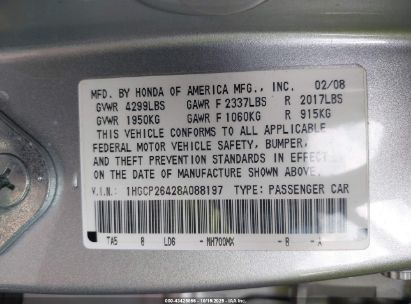 MFD. BY HONDA OF AMERICA MFG., INC. 02/08
GVWR 4299LBS GAWR F 2337LBS R 2017LBS
GVWR 1950KG GAWR F 1060KG R 915KG
THIS VEHICLE CONFORMS TO ALL APPLICABLE
FEDERAL MOTOR VEHICLE SAFETY, BUMPER,
AND THEFT PREVENTION STANDARDS IN EFFECT
ON THE DATE OF MANUFACTURE SHOWN ABOVE.
V.I.N.: 1HGCP26428A088197 TYPE: PASSENGER CAR
TA5 8 LD6 - NH700MX - B - A